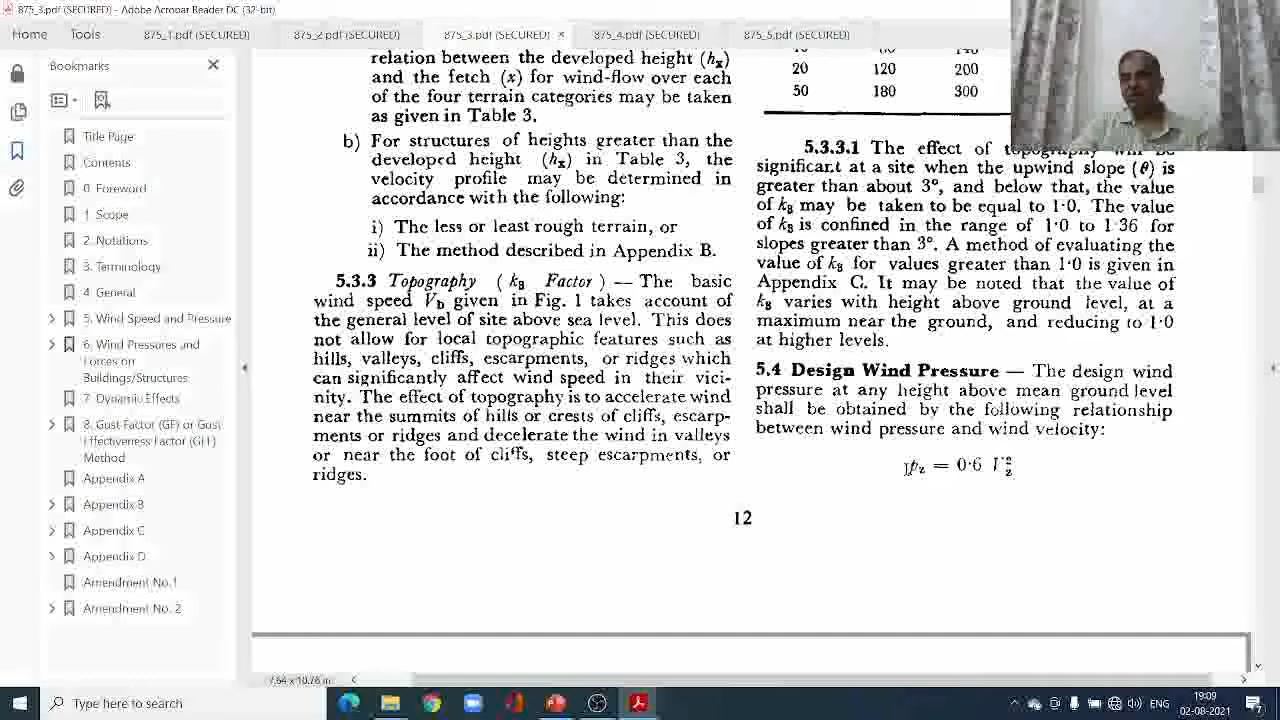 875_3.pdf (SECURED) - Adobe Acrobat Reader DC (32-bit)
Home
Tools
875_1.pdf (SECURED)
875_2.pdf (SECURED)
875_3.pdf (SECURED) ×
875_4.pdf (SECURED)
875_5.pdf (SECURED)
Bookmarks
Title Page
Contents
0. Foreword
1. Scope
2. Notations
3. Terminology
4. General
5. Wind Speed and Pressure
6. Wind Pressures and
Forces on
Buildings/Structures
7 Dynamic Effects
8. Gust Factor (GF) or Gust
Effectiveness Factor (GEF)
Method
Appendix A
Appendix B
Appendix C
Appendix D
Amendment No.1
Amendment No. 2
relation between the developed height (hx)
and the fetch (x) for wind-flow over each
of the four terrain categories may be taken
as given in Table 3.
b) For structures of heights greater than the
developed height (hx) in Table 3, the
velocity profile may be determined in
accordance with the following:
i) The less or least rough terrain, or
ii) The method described in Appendix B.
5.3.3 Topography ( k3 Factor ) — The basic
wind speed Vb given in Fig. 1 takes account of
the general level of site above sea level. This does
not allow for local topographic features such as
hills, valleys, cliffs, escarpments, or ridges which
can significantly affect wind speed in their vici-
nity. The effect of topography is to accelerate wind
near the summits of hills or crests of cliffs, escarp-
ments or ridges and decelerate the wind in valleys
or near the foot of cliffs, steep escarpments, or
ridges.
20 120 200
50 180 300
5.3.3.1 The effect of topography will be
significant at a site when the upwind slope (θ) is
greater than about 3°, and below that, the value
of k3 may be taken to be equal to 1·0. The value
of k3 is confined in the range of 1·0 to 1·36 for
slopes greater than 3°. A method of evaluating the
value of k3 for values greater than 1·0 is given in
Appendix C. It may be noted that the value of
k3 varies with height above ground level, at a
maximum near the ground, and reducing to 1·0
at higher levels.
5.4 Design Wind Pressure — The design wind
pressure at any height above mean ground level
shall be obtained by the following relationship
between wind pressure and wind velocity:
pz = 0·6 Vz²
12
7.64 x 10.76 in
Type here to search
ENG
19:09
02-08-2021